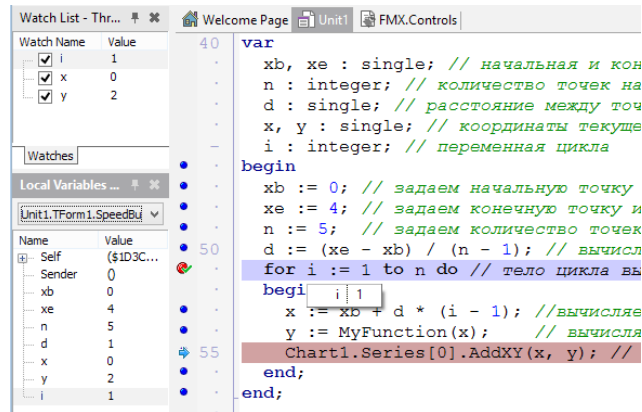 Watch List - Thr...
Watch Name Value
i 1
x 0
y 2
Watches
Local Variables ...
Unit1.TForm1.SpeedBu
Name Value
Self ($1D3C...
Sender ()
xb 0
xe 4
n 5
d 1
x 0
y 2
i 1
Welcome Page Unit1 FMX.Controls
40 var
xb, xe : single; // начальная и кон
n : integer; // количество точек на
d : single; // расстояние между точ
x, y : single; // координаты текуще
i : integer; // переменная цикла
begin
xb := 0; // задаем начальную точку
xe := 4; // задаем конечную точку и
n := 5; // задаем количество точек
50 d := (xe - xb) / (n - 1); // вычисл
for i := 1 to n do // тело цикла вы
begi
i 1
x := xb + d * (i - 1); //вычисляе
y := MyFunction(x); // вычисля
55 Chart1.Series[0].AddXY(x, y); //
end;
end;